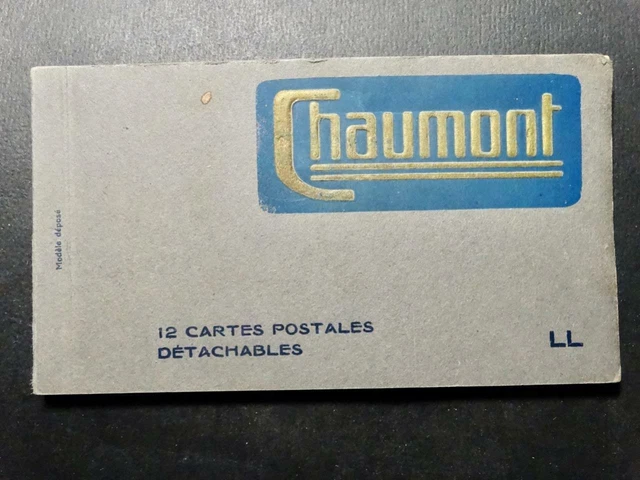 Chaumont
Modèle déposé
12 CARTES POSTALES
DÉTACHABLES
LL